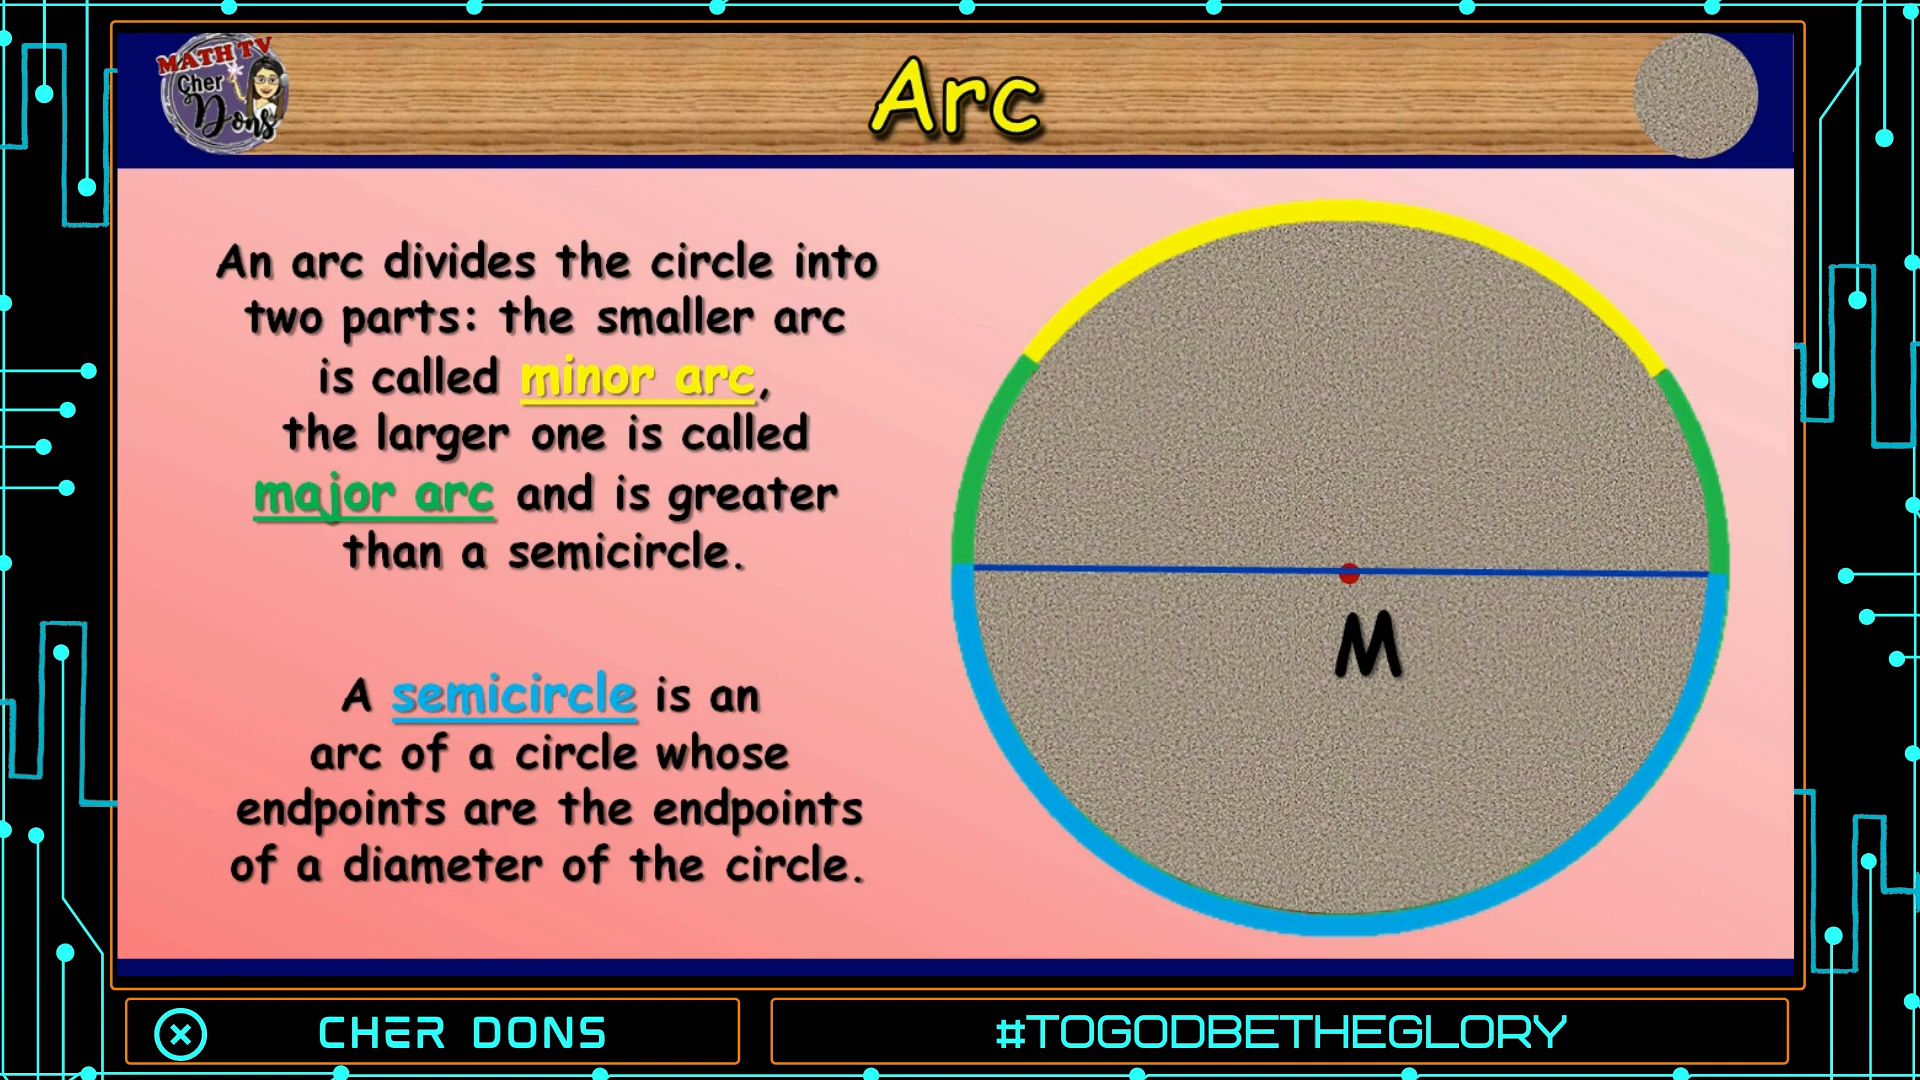 MATH TV
Cher
Dons
Arc
An arc divides the circle into
two parts: the smaller arc
is called minor arc,
the larger one is called
major arc and is greater
than a semicircle.
A semicircle is an
arc of a circle whose
endpoints are the endpoints
of a diameter of the circle.
M
CHER DONS
#TOGODBETHEGLORY